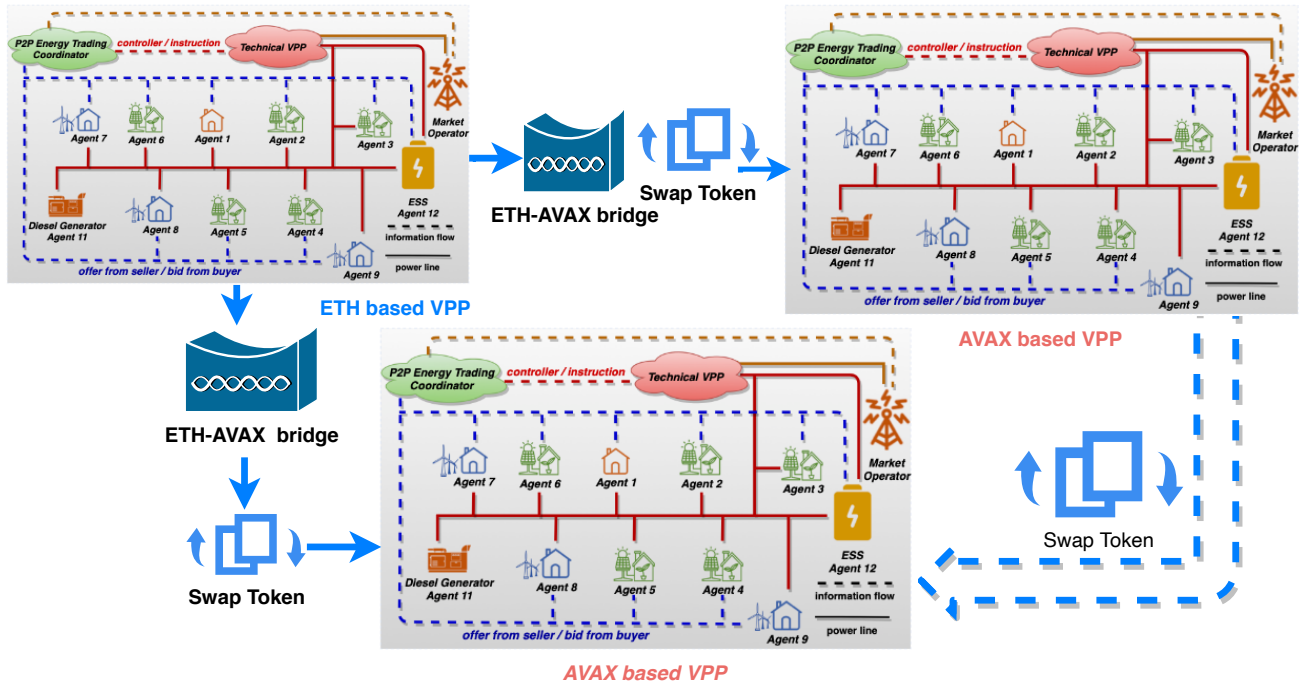 P2P Energy Trading
Coordinator
controller / instruction
Technical VPP
Market
Operator
Agent 7
Agent 6
Agent 1
Agent 2
Agent 3
ESS
Agent 12
Diesel Generator
Agent 11
Agent 8
Agent 5
Agent 4
Agent 9
information flow
power line
offer from seller / bid from buyer
ETH based VPP
ETH-AVAX bridge
Swap Token
P2P Energy Trading
Coordinator
controller / instruction
Technical VPP
Market
Operator
Agent 7
Agent 6
Agent 1
Agent 2
Agent 3
ESS
Agent 12
Diesel Generator
Agent 11
Agent 8
Agent 5
Agent 4
Agent 9
information flow
power line
offer from seller / bid from buyer
AVAX based VPP
ETH-AVAX bridge
Swap Token
P2P Energy Trading
Coordinator
controller / instruction
Technical VPP
Market
Operator
Agent 7
Agent 6
Agent 1
Agent 2
Agent 3
ESS
Agent 12
Diesel Generator
Agent 11
Agent 8
Agent 5
Agent 4
Agent 9
information flow
power line
offer from seller / bid from buyer
AVAX based VPP
Swap Token